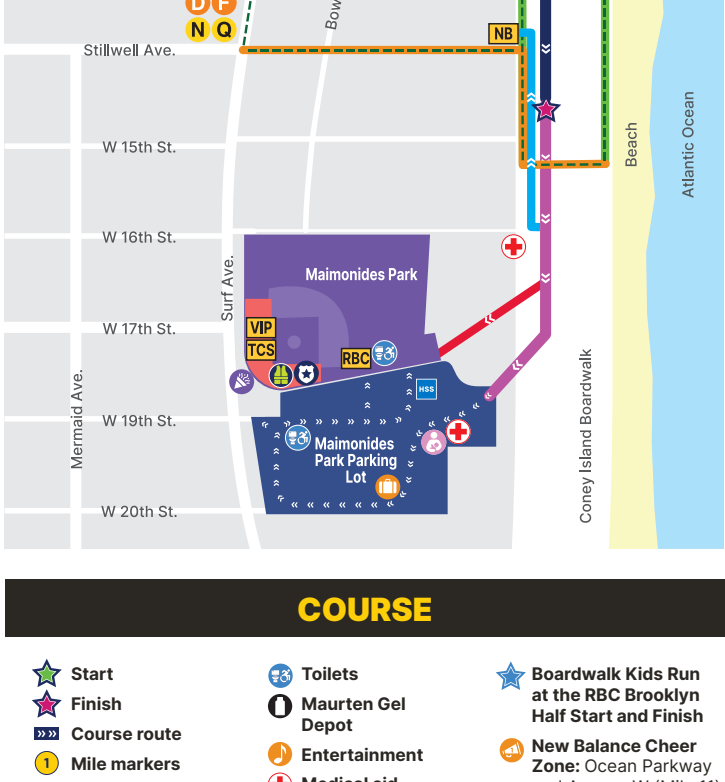 D F
N Q
Bow
Stillwell Ave.
NB
W 15th St.
Beach
Atlantic Ocean
W 16th St.
Surf Ave.
Maimonides Park
W 17th St.
VIP
TCS
RBC
HSS
Mermaid Ave.
W 19th St.
Maimonides
Park Parking
Lot
Coney Island Boardwalk
W 20th St.
COURSE
Start
Finish
Course route
1 Mile markers
Toilets
Maurten Gel
Depot
Entertainment
Medical aid
Boardwalk Kids Run
at the RBC Brooklyn
Half Start and Finish
New Balance Cheer
Zone: Ocean Parkway